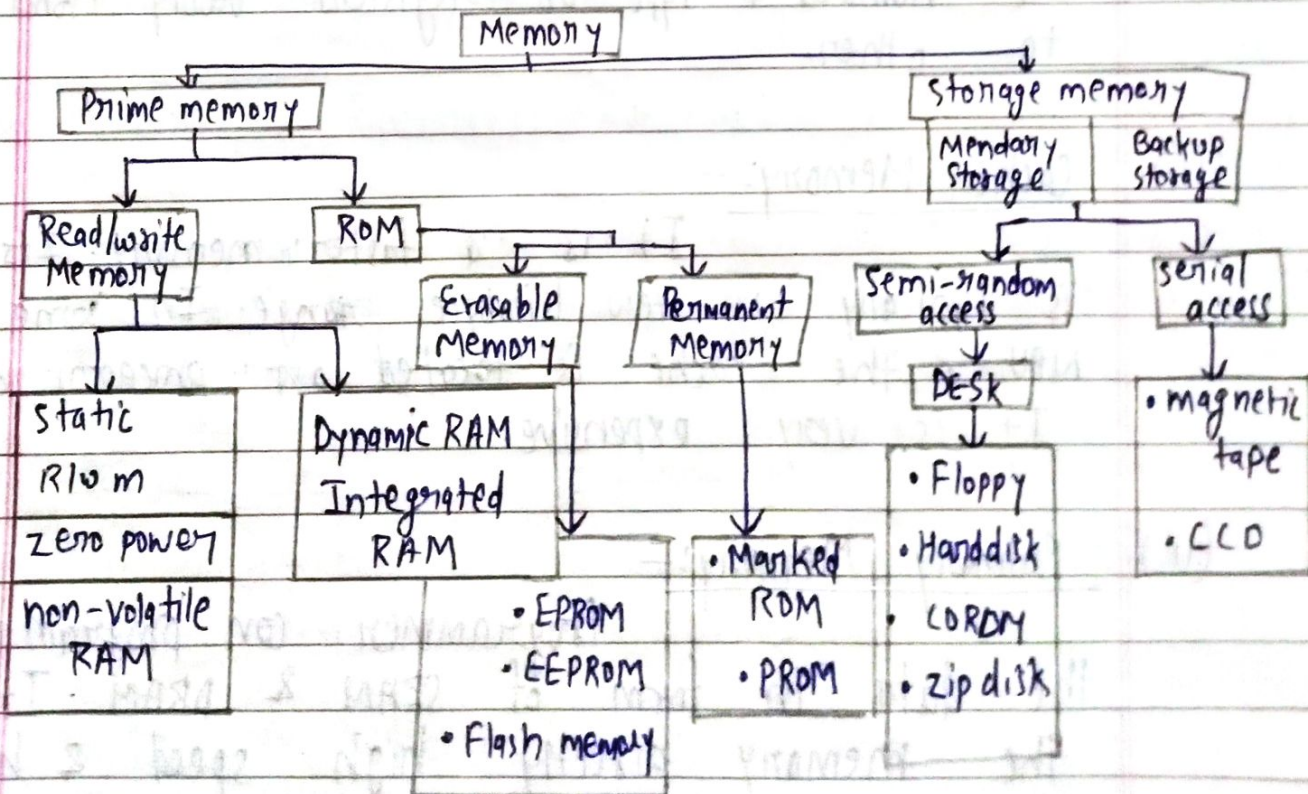 Memory
Prime memory
Storage memory
Mendary
Storage
Backup
storage
Read/write
Memory
ROM
Erasable
Memory
Permanent
Memory
Semi-random
access
serial
access
Static
R/W m
zero power
non-volatile
RAM
Dynamic RAM
Integrated
RAM
• EPROM
• EEPROM
• Flash memory
• Marked
ROM
• PROM
DESK
• Floppy
• Harddisk
• CDROM
• zip disk
• magnetic
tape
• CCD